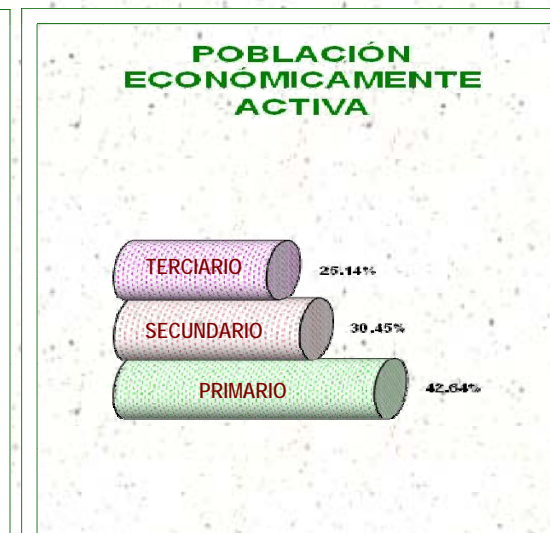 POBLACIÓN
ECONÓMICAMENTE
ACTIVA
TERCIARIO
25.14%
SECUNDARIO
30.45%
PRIMARIO
42.64%